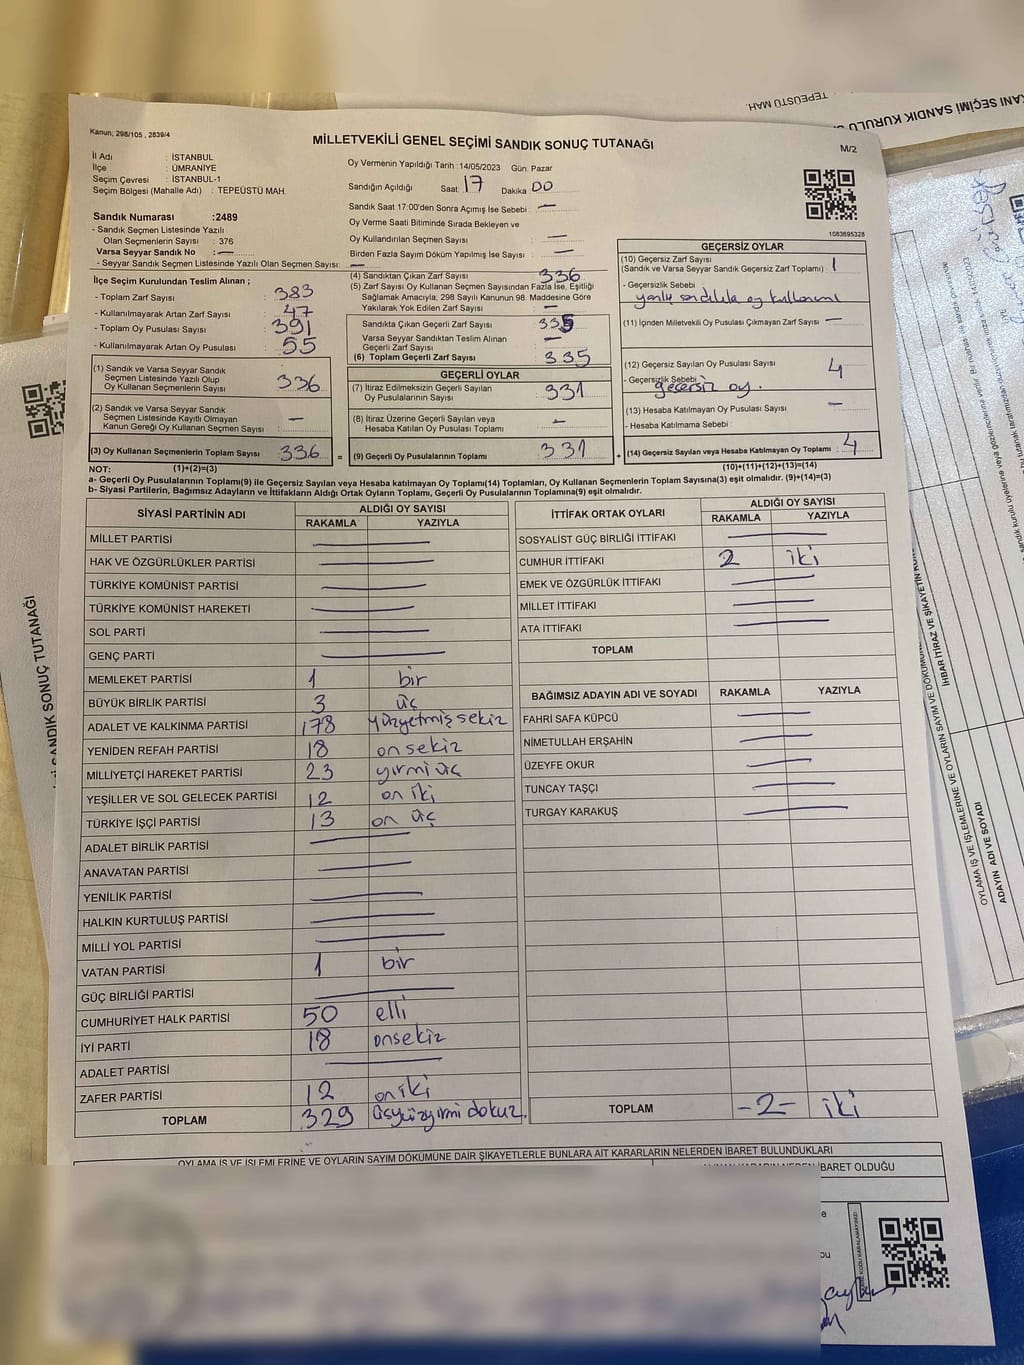 TEPEÜSTÜ MAH.
Kanun; 298/105 , 2839/4
MİLLETVEKİLİ GENEL SEÇİMİ SANDIK SONUÇ TUTANAĞI
M/2
İl Adı : İSTANBUL
İlçe : ÜMRANİYE
Seçim Çevresi : İSTANBUL-1
Seçim Bölgesi (Mahalle Adı) : TEPEÜSTÜ MAH.
Oy Vermenin Yapıldığı Tarih :14/05/2023 Gün: Pazar
Sandığın Açıldığı Saat: 17 Dakika: 00
Sandık Saat 17:00'den Sonra Açımış İse Sebebi : —
Oy Verme Saati Bitiminde Sırada Bekleyen ve
Oy Kullandırılan Seçmen Sayısı : —
Birden Fazla Sayım Döküm Yapılmış İse Sayısı : —
1083695328
Sandık Numarası :2489
- Sandık Seçmen Listesinde Yazılı
Olan Seçmenlerin Sayısı : 376
Varsa Seyyar Sandık No : —
- Seyyar Sandık Seçmen Listesinde Yazılı Olan Seçmen Sayısı: —
İlçe Seçim Kurulundan Teslim Alınan ;
- Toplam Zarf Sayısı : 383
- Kullanılmayarak Artan Zarf Sayısı : 47
- Toplam Oy Pusulası Sayısı : 391
- Kullanılmayarak Artan Oy Pusulası : 55
(1) Sandık ve Varsa Seyyar Sandık
Seçmen Listesinde Yazılı Olup
Oy Kullanan Seçmenlerin Sayısı : 336
(2) Sandık ve Varsa Seyyar Sandık
Seçmen Listesinde Kayıtlı Olmayan
Kanun Gereği Oy Kullanan Seçmen Sayısı : —
(3) Oy Kullanan Seçmenlerin Toplam Sayısı : 336
(4) Sandıktan Çıkan Zarf Sayısı : 336
(5) Zarf Sayısı Oy Kullanan Seçmen Sayısından Fazla İse, Eşitliği
Sağlamak Amacıyla; 298 Sayılı Kanunun 98. Maddesine Göre
Yakılarak Yok Edilen Zarf Sayısı : —
Sandıkta Çıkan Geçerli Zarf Sayısı : 335
Varsa Seyyar Sandıktan Teslim Alınan
Geçerli Zarf Sayısı : —
(6) Toplam Geçerli Zarf Sayısı : 335
GEÇERLİ OYLAR
(7) İtiraz Edilmeksizin Geçerli Sayılan
Oy Pusulalarının Sayısı : 331
(8) İtiraz Üzerine Geçerli Sayılan veya
Hesaba Katılan Oy Pusulası Toplamı : —
= (9) Geçerli Oy Pusulalarının Toplamı : 331
GEÇERSİZ OYLAR
(10) Geçersiz Zarf Sayısı : 1
(Sandık ve Varsa Seyyar Sandık Geçersiz Zarf Toplamı)
- Geçersizlik Sebebi :
oy kullanımı
(11) İçinden Milletvekili Oy Pusulası Çıkmayan Zarf Sayısı : —
(12) Geçersiz Sayılan Oy Pusulası Sayısı : 4
- Geçersizlik Sebebi :
geçersiz oy.
(13) Hesaba Katılmayan Oy Pusulası Sayısı : —
- Hesaba Katılmama Sebebi :
+ (14) Geçersiz Sayılan veya Hesaba Katılmayan Oy Toplamı : 4
NOT: (1)+(2)=(3)
(10)+(11)+(12)+(13)=(14)
a- Geçerli Oy Pusulalarının Toplamı(9) ile Geçersiz Sayılan veya Hesaba katılmayan Oy Toplamı(14) Toplamları, Oy Kullanan Seçmenlerin Toplam Sayısına(3) eşit olmalıdır. (9)+(14)=(3)
b- Siyasi Partilerin, Bağımsız Adayların ve İttifakların Aldığı Ortak Oyların Toplamı, Geçerli Oy Pusulalarının Toplamına(9) eşit olmalıdır.
SİYASİ PARTİNİN ADI ALDIĞI OY SAYISI
RAKAMLA YAZIYLA
MİLLET PARTİSİ —
HAK VE ÖZGÜRLÜKLER PARTİSİ —
TÜRKİYE KOMÜNİST PARTİSİ —
TÜRKİYE KOMÜNİST HAREKETİ —
SOL PARTİ —
GENÇ PARTİ —
MEMLEKET PARTİSİ 1 bir
BÜYÜK BİRLİK PARTİSİ 3 üç
ADALET VE KALKINMA PARTİSİ 178 yüzyetmiş sekiz
YENİDEN REFAH PARTİSİ 18 on sekiz
MİLLİYETÇİ HAREKET PARTİSİ 23 yirmi üç
YEŞİLLER VE SOL GELECEK PARTİSİ 12 on iki
TÜRKİYE İŞÇİ PARTİSİ 13 on üç
ADALET BİRLİK PARTİSİ —
ANAVATAN PARTİSİ —
YENİLİK PARTİSİ —
HALKIN KURTULUŞ PARTİSİ —
MİLLİ YOL PARTİSİ —
VATAN PARTİSİ 1 bir
GÜÇ BİRLİĞİ PARTİSİ —
CUMHURİYET HALK PARTİSİ 50 elli
İYİ PARTİ 18 onsekiz
ADALET PARTİSİ —
ZAFER PARTİSİ 12 on iki
TOPLAM 329 üçyüzyirmi dokuz.
İTTİFAK ORTAK OYLARI ALDIĞI OY SAYISI
RAKAMLA YAZIYLA
SOSYALİST GÜÇ BİRLİĞİ İTTİFAKI —
CUMHUR İTTİFAKI 2 iki
EMEK VE ÖZGÜRLÜK İTTİFAKI —
MİLLET İTTİFAKI —
ATA İTTİFAKI —
TOPLAM
BAĞIMSIZ ADAYIN ADI VE SOYADI RAKAMLA YAZIYLA
FAHRİ SAFA KÜPCÜ —
NİMETULLAH ERŞAHİN —
ÜZEYFE OKUR —
TUNCAY TAŞÇI —
TURGAY KARAKUŞ —
TOPLAM -2- iki
OYLAMA İŞ VE İŞLEMLERİNE VE OYLARIN SAYIM DÖKÜMÜNE DAİR ŞİKAYETLERLE BUNLARA AİT KARARLARIN NELERDEN İBARET BULUNDUKLARI
İBARET OLDUĞU
SANDIK SONUÇ TUTANAĞI
İHBAR İTİRAZ VE ŞİKAYETİN
OYLAMA İŞ VE İŞLEMLERİNE VE OYLARIN SAYIM VE DÖKÜMÜNE
ADAYIN ADI VE SOYADI